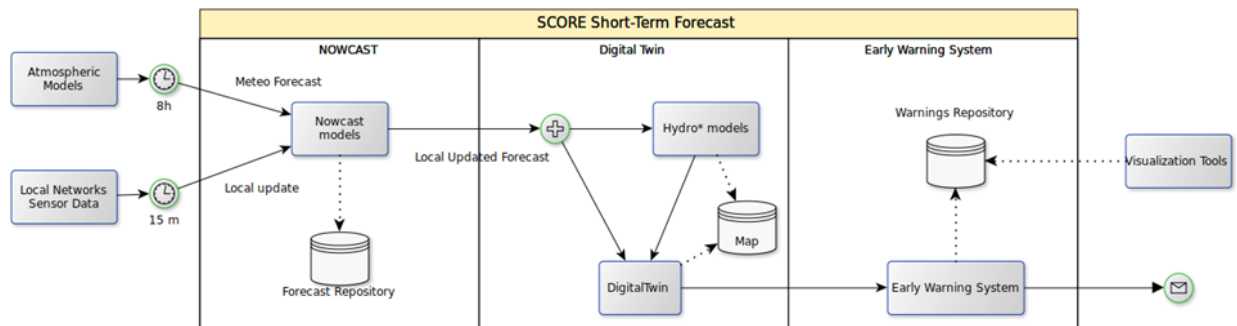 SCORE Short-Term Forecast
NOWCAST
Digital Twin
Early Warning System
Atmospheric
Models
8h
Meteo Forecast
Nowcast
models
Local Updated Forecast
Hydro* models
Warnings Repository
Visualization Tools
Local Networks
Sensor Data
15 m
Local update
Forecast Repository
Map
DigitalTwin
Early Warning System